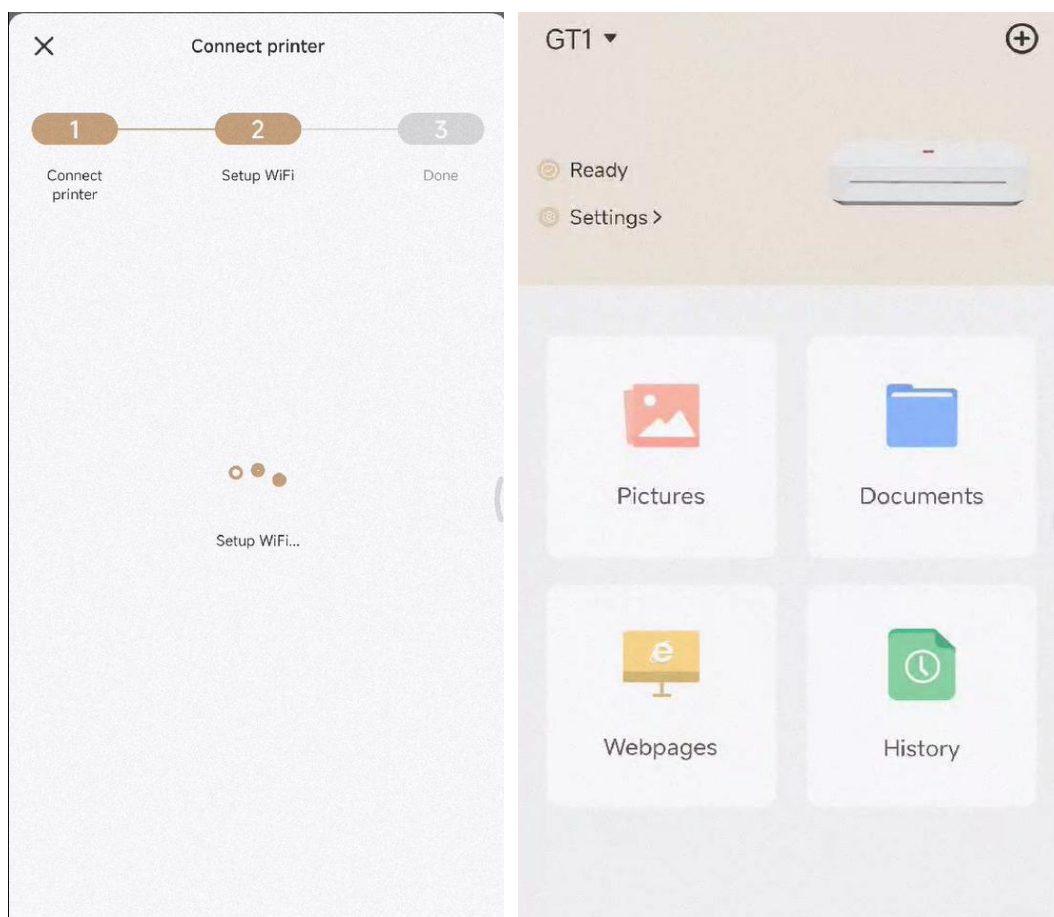 Connect printer
1
2
3
Connect
printer
Setup WiFi
Done
Setup WiFi...
GT1
Ready
Settings
Pictures
Documents
Webpages
History